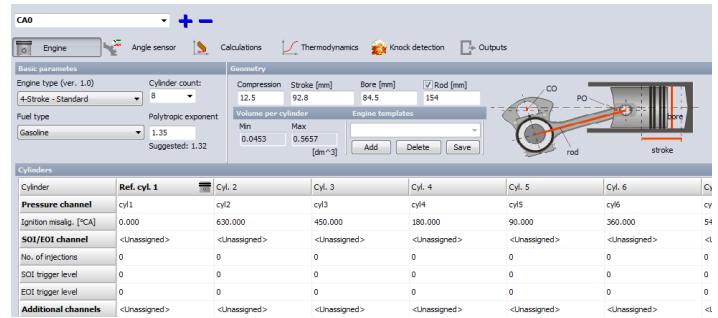 CA0
Engine Angle sensor Calculations Thermodynamics Knock detection Outputs
Basic parametes Geometry
Engine type (ver. 1.0) Cylinder count: Compression Stroke [mm] Bore [mm] Rod [mm]
4-Stroke - Standard 8 12.5 92.8 84.5 154
Fuel type Polytropic exponent Volume per cylinder Engine templates
Gasoline 1.35 Min Max
Suggested: 1.32 0.0453 0.5657
[dm^3] Add Delete Save
CO PO bore
rod stroke
Cylinders
Cylinder Ref. cyl. 1 Cyl. 2 Cyl. 3 Cyl. 4 Cyl. 5 Cyl. 6 Cy
Pressure channel cyl1 cyl2 cyl3 cyl4 cyl5 cyl6 cy
Ignition misalig. [°CA] 0.000 630.000 450.000 180.000 90.000 360.000 54
SOI/EOI channel <Unassigned> <Unassigned> <Unassigned> <Unassigned> <Unassigned> <Unassigned> <U
No. of injections 0 0 0 0 0 0 0
SOI trigger level 0 0 0 0 0 0 0
EOI trigger level 0 0 0 0 0 0 0
Additional channels <Unassigned> <Unassigned> <Unassigned> <Unassigned> <Unassigned> <Unassigned> <U